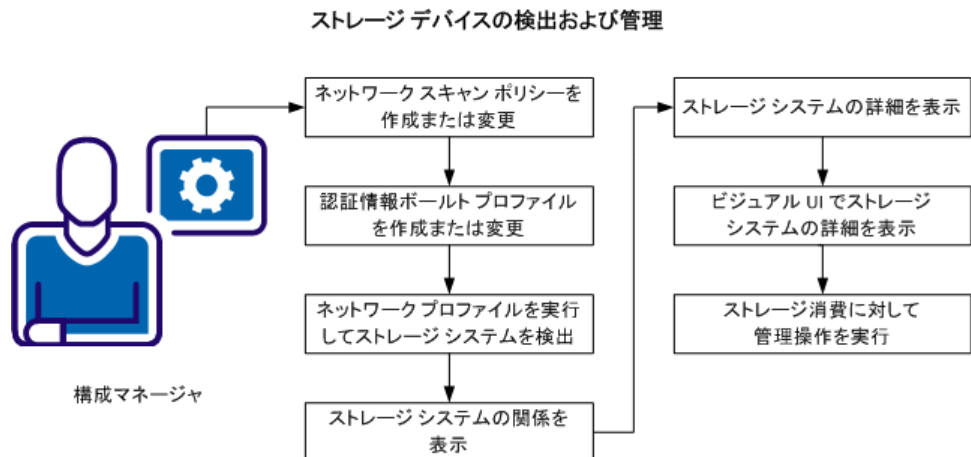 ストレージ デバイスの検出および管理
構成マネージャ
ネットワーク スキャン ポリシーを
作成または変更
認証情報ボールト プロファイル
を作成または変更
ネットワーク プロファイルを実行
してストレージ システムを検出
ストレージ システムの関係を
表示
ストレージ システムの詳細を表示
ビジュアル UI でストレージ
システムの詳細を表示
ストレージ消費に対して
管理操作を実行